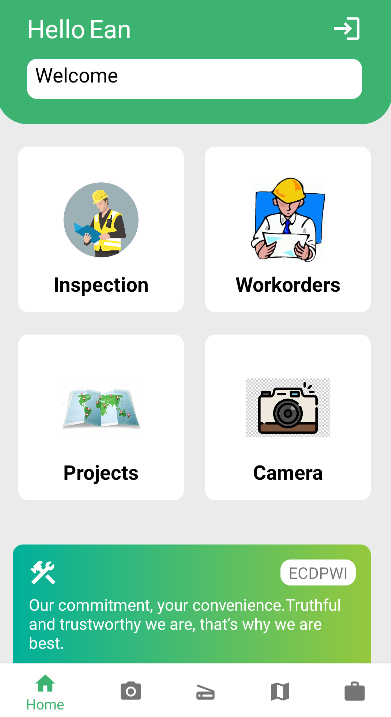 Hello Ean
Welcome
Inspection
Workorders
Projects
Camera
ECDPWI
Our commitment, your convenience.Truthful
and trustworthy we are, that's why we are
best.
Home